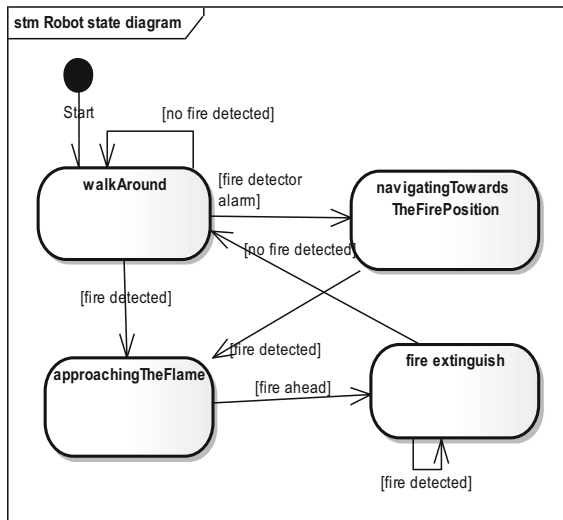 stm Robot state diagram
Start
[no fire detected]
walkAround
[fire detector
alarm]
navigatingTowards
TheFirePosition
[no fire detected]
[fire detected]
[fire detected]
approachingTheFlame
fire extinguish
[fire ahead]
[fire detected]